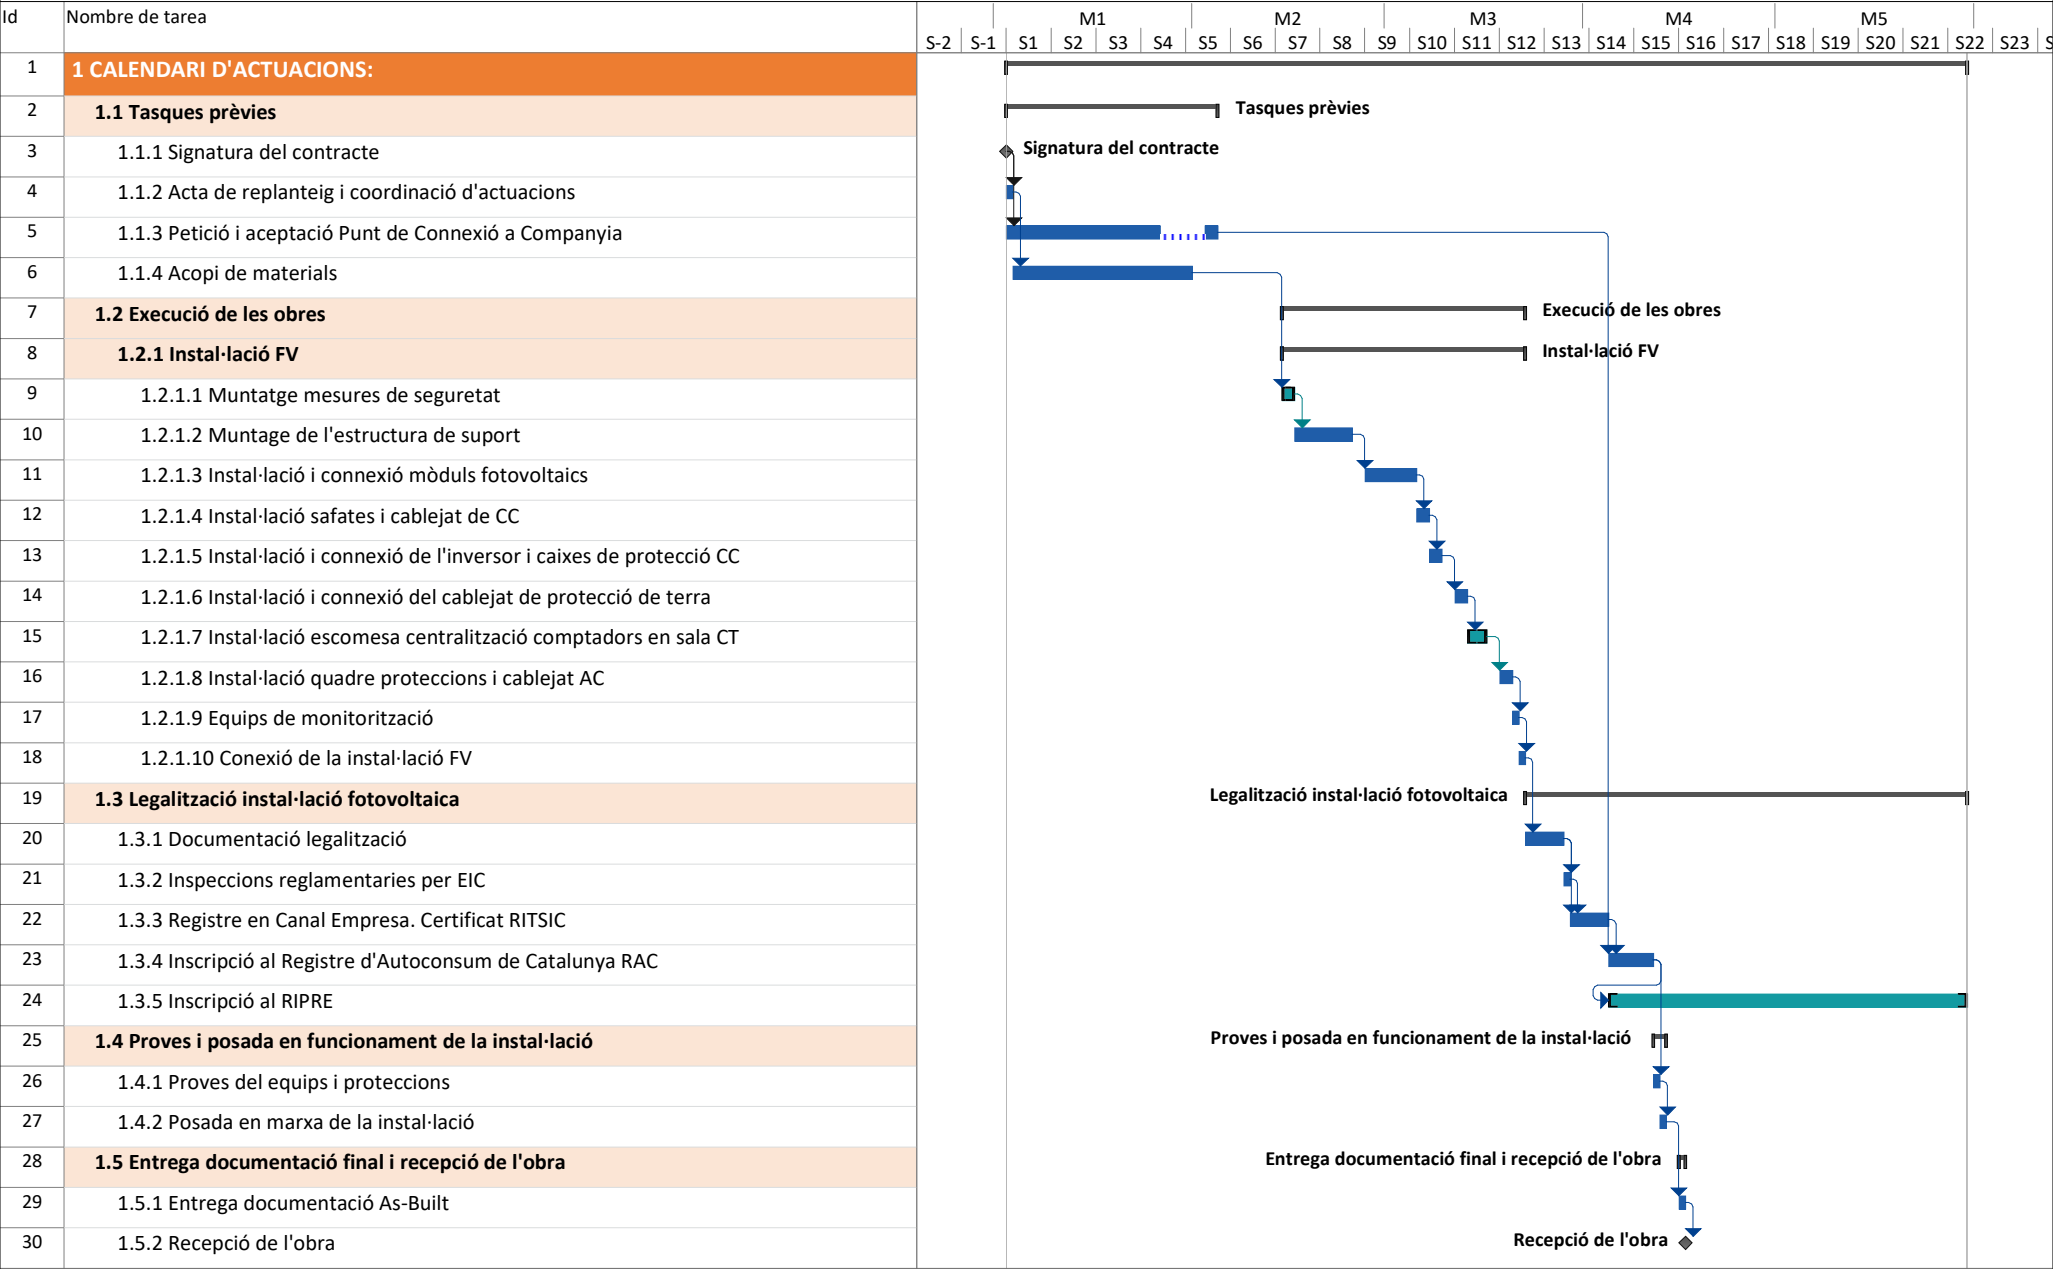 Id Nombre de tarea M1 M2 M3 M4 M5
S-2 S-1 S1 S2 S3 S4 S5 S6 S7 S8 S9 S10 S11 S12 S13 S14 S15 S16 S17 S18 S19 S20 S21 S22 S23 S
1 1 CALENDARI D'ACTUACIONS:
2 1.1 Tasques prèvies Tasques prèvies
3 1.1.1 Signatura del contracte Signatura del contracte
4 1.1.2 Acta de replanteig i coordinació d'actuacions
5 1.1.3 Petició i aceptació Punt de Connexió a Companyia
6 1.1.4 Acopi de materials
7 1.2 Execució de les obres Execució de les obres
8 1.2.1 Instal·lació FV Instal·lació FV
9 1.2.1.1 Muntatge mesures de seguretat
10 1.2.1.2 Muntage de l'estructura de suport
11 1.2.1.3 Instal·lació i connexió mòduls fotovoltaics
12 1.2.1.4 Instal·lació safates i cablejat de CC
13 1.2.1.5 Instal·lació i connexió de l'inversor i caixes de protecció CC
14 1.2.1.6 Instal·lació i connexió del cablejat de protecció de terra
15 1.2.1.7 Instal·lació escomesa centralització comptadors en sala CT
16 1.2.1.8 Instal·lació quadre proteccions i cablejat AC
17 1.2.1.9 Equips de monitorització
18 1.2.1.10 Conexió de la instal·lació FV
19 1.3 Legalització instal·lació fotovoltaica Legalització instal·lació fotovoltaica
20 1.3.1 Documentació legalització
21 1.3.2 Inspeccions reglamentaries per EIC
22 1.3.3 Registre en Canal Empresa. Certificat RITSIC
23 1.3.4 Inscripció al Registre d'Autoconsum de Catalunya RAC
24 1.3.5 Inscripció al RIPRE
25 1.4 Proves i posada en funcionament de la instal·lació Proves i posada en funcionament de la instal·lació
26 1.4.1 Proves del equips i proteccions
27 1.4.2 Posada en marxa de la instal·lació
28 1.5 Entrega documentació final i recepció de l'obra Entrega documentació final i recepció de l'obra
29 1.5.1 Entrega documentació As-Built
30 1.5.2 Recepció de l'obra Recepció de l'obra